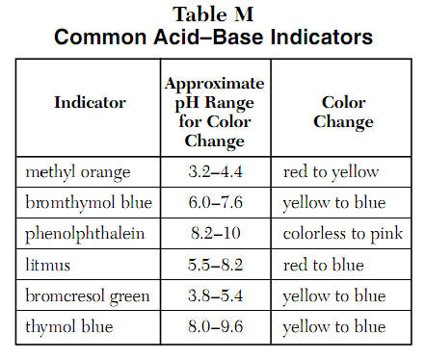 Table M
Common Acid–Base Indicators
Indicator
Approximate
pH Range
for Color
Change
Color
Change
methyl orange 3.2–4.4 red to yellow
bromthymol blue 6.0–7.6 yellow to blue
phenolphthalein 8.2–10 colorless to pink
litmus 5.5–8.2 red to blue
bromcresol green 3.8–5.4 yellow to blue
thymol blue 8.0–9.6 yellow to blue